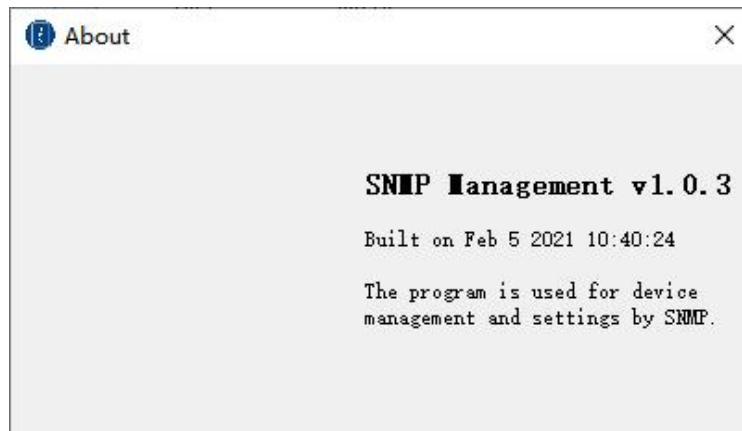 About
SNMP Management v1.0.3
Built on Feb 5 2021 10:40:24
The program is used for device
management and settings by SNMP.